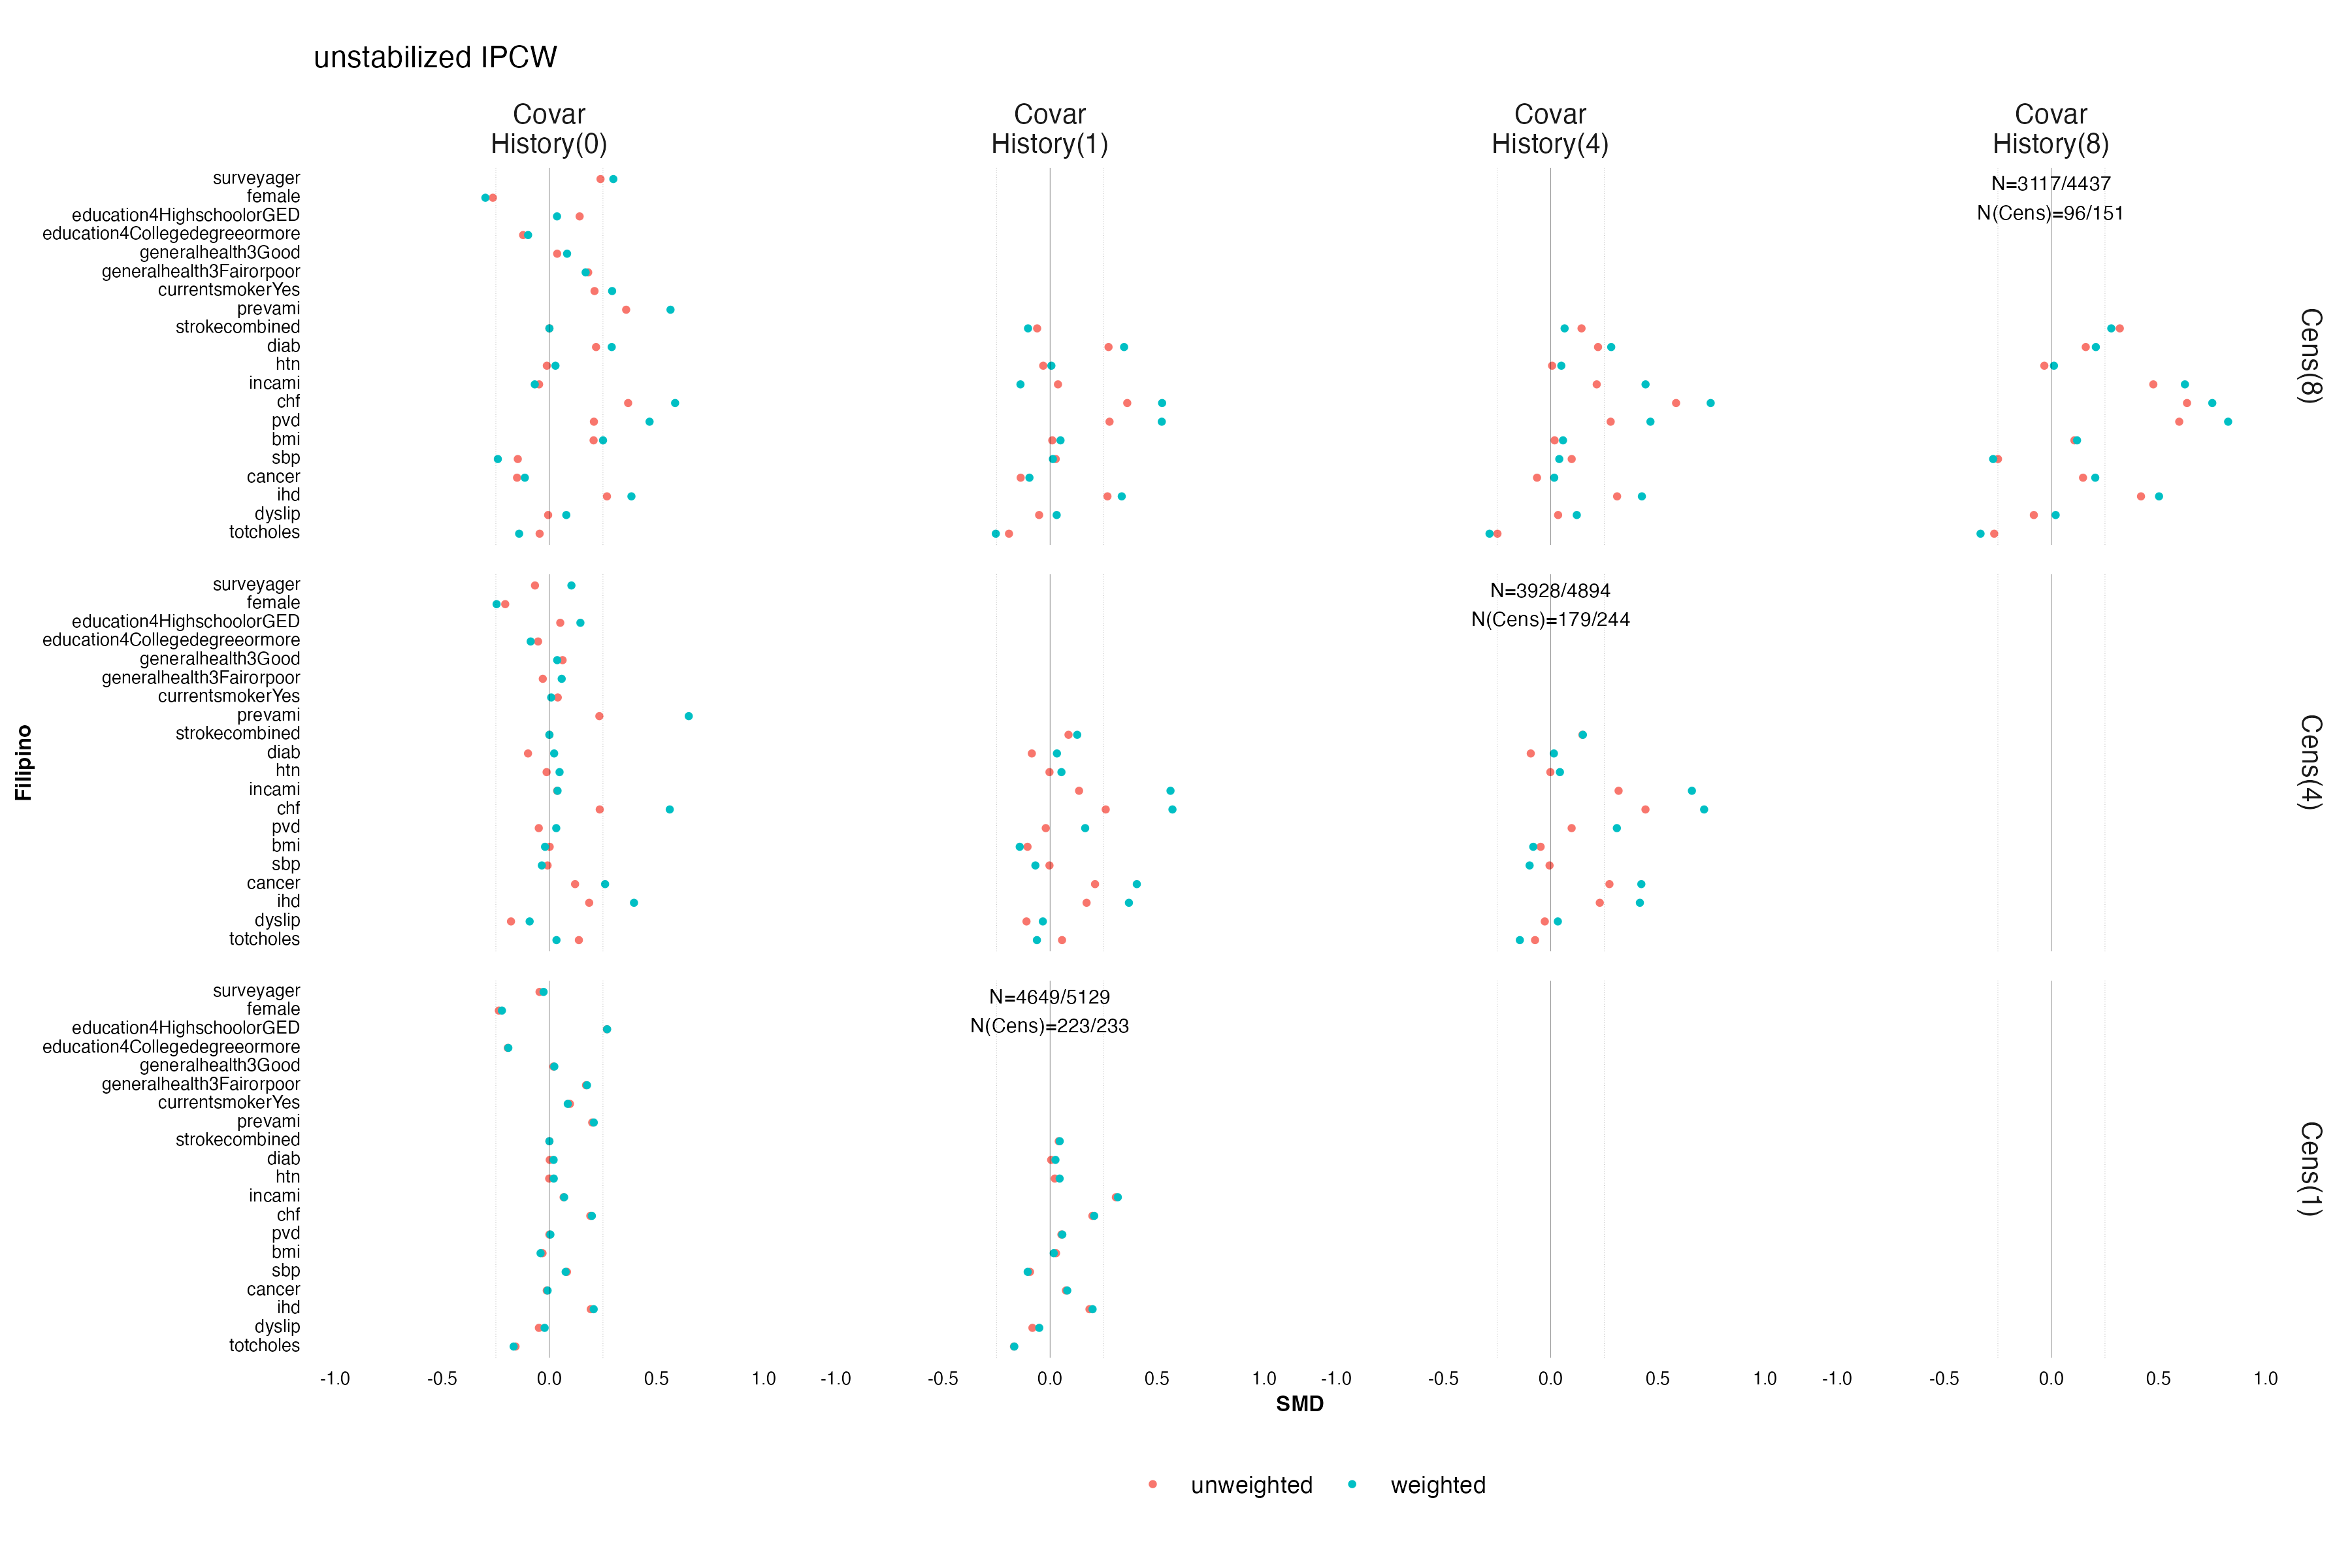 unstabilized IPCW
Covar
History(0)
Covar
History(1)
Covar
History(4)
Covar
History(8)
surveyager
female
education4HighschoolorGED
education4Collegedegreeormore
generalhealth3Good
generalhealth3Fairorpoor
currentsmokerYes
prevami
strokecombined
diab
htn
incami
chf
pvd
bmi
sbp
cancer
ihd
dyslip
totcholes
N=3117/4437
N(Cens)=96/151
Cens(8)
surveyager
female
education4HighschoolorGED
education4Collegedegreeormore
generalhealth3Good
generalhealth3Fairorpoor
currentsmokerYes
prevami
strokecombined
diab
htn
incami
chf
pvd
bmi
sbp
cancer
ihd
dyslip
totcholes
N=3928/4894
N(Cens)=179/244
Cens(4)
Filipino
surveyager
female
education4HighschoolorGED
education4Collegedegreeormore
generalhealth3Good
generalhealth3Fairorpoor
currentsmokerYes
prevami
strokecombined
diab
htn
incami
chf
pvd
bmi
sbp
cancer
ihd
dyslip
totcholes
N=4649/5129
N(Cens)=223/233
Cens(1)
-1.0 -0.5 0.0 0.5 1.0 -1.0 -0.5 0.0 0.5 1.0 -1.0 -0.5 0.0 0.5 1.0 -1.0 -0.5 0.0 0.5 1.0
SMD
unweighted weighted